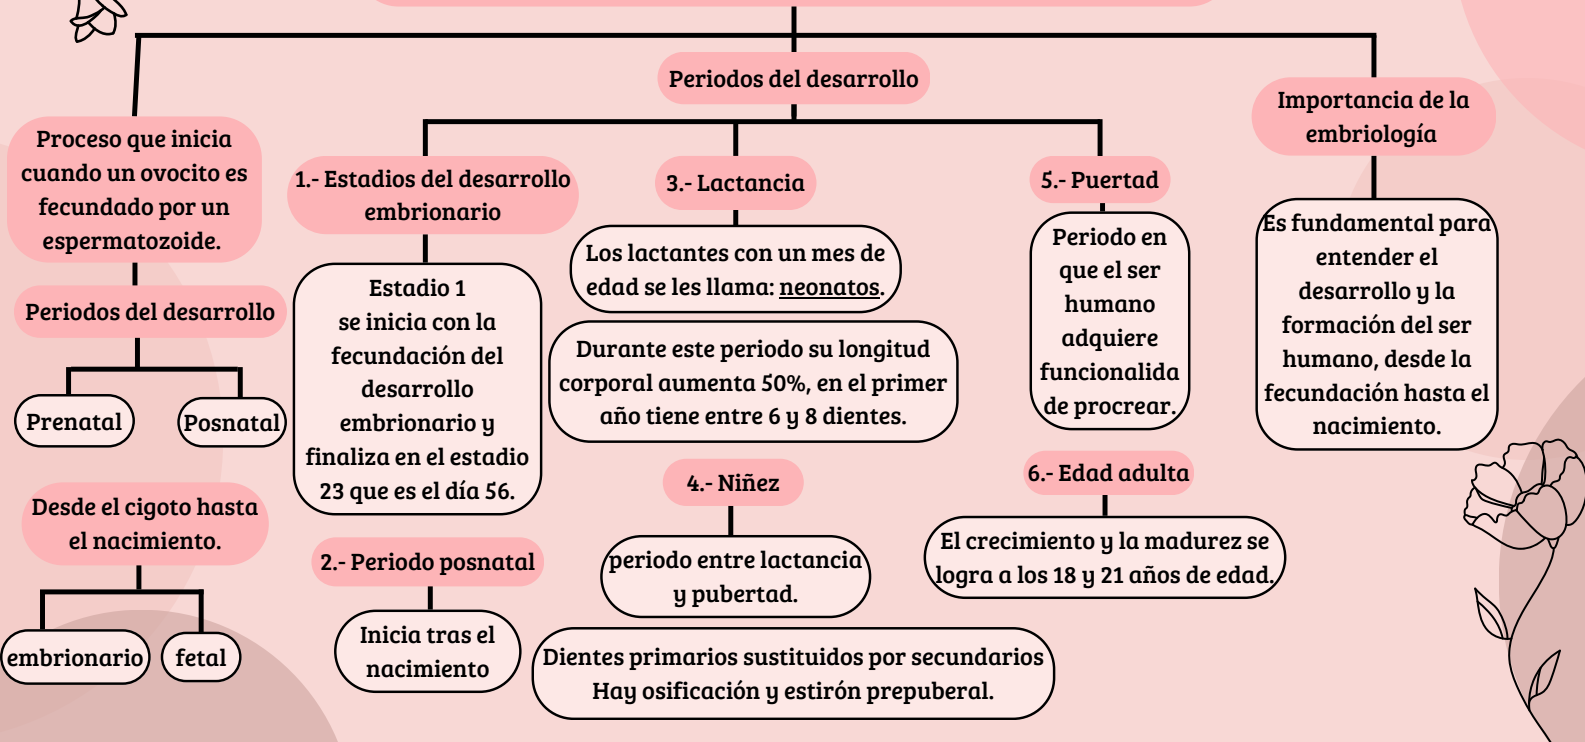 Periodos del desarrollo
Proceso que inicia
cuando un ovocito es
fecundado por un
espermatozoide.
Periodos del desarrollo
Prenatal
Posnatal
Desde el cigoto hasta
el nacimiento.
embrionario
fetal
1.- Estadios del desarrollo
embrionario
Estadio 1
se inicia con la
fecundación del
desarrollo
embrionario y
finaliza en el estadio
23 que es el día 56.
2.- Periodo posnatal
Inicia tras el
nacimiento
3.- Lactancia
Los lactantes con un mes de
edad se les llama: neonatos.
Durante este periodo su longitud
corporal aumenta 50%, en el primer
año tiene entre 6 y 8 dientes.
4.- Niñez
periodo entre lactancia
y pubertad.
Dientes primarios sustituidos por secundarios
Hay osificación y estirón prepuberal.
5.- Puertad
Periodo en
que el ser
humano
adquiere
funcionalida
de procrear.
6.- Edad adulta
El crecimiento y la madurez se
logra a los 18 y 21 años de edad.
Importancia de la
embriología
Es fundamental para
entender el
desarrollo y la
formación del ser
humano, desde la
fecundación hasta el
nacimiento.